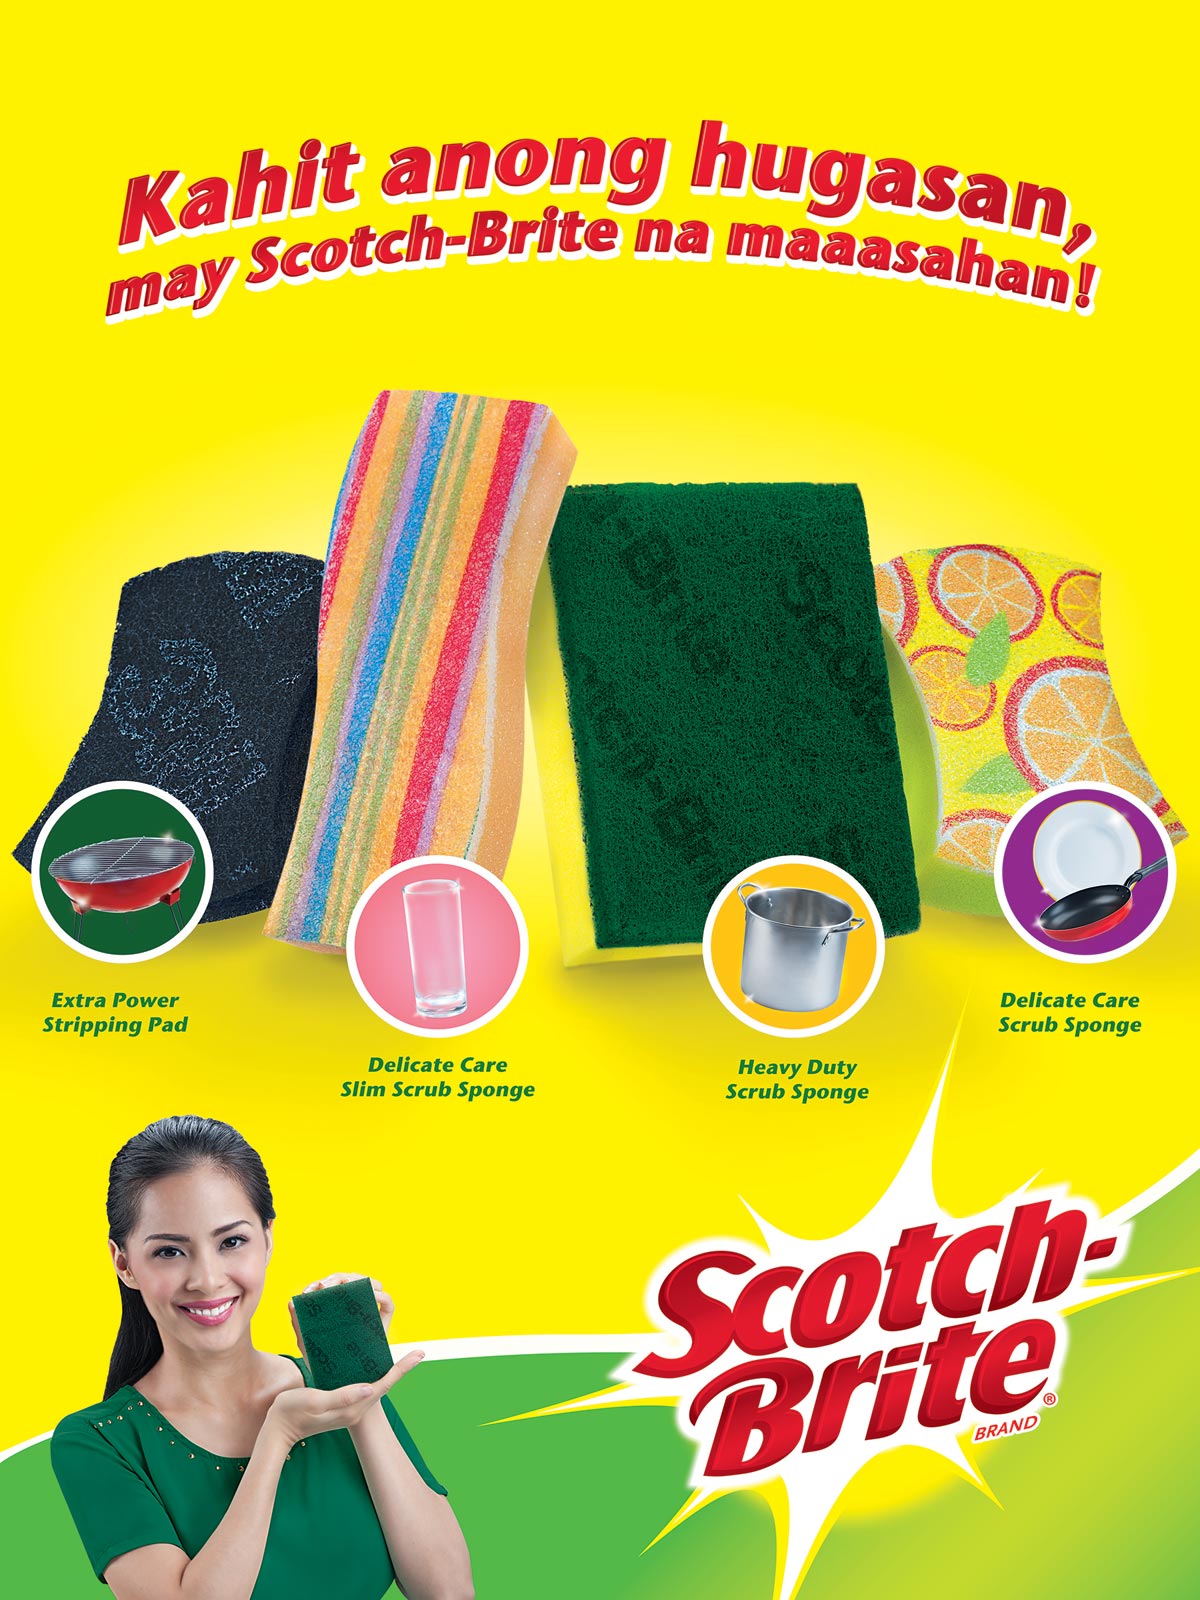 Kahit anong hugasan,
may Scotch-Brite na maaasahan!
Extra Power
Stripping Pad
Delicate Care
Slim Scrub Sponge
Heavy Duty
Scrub Sponge
Delicate Care
Scrub Sponge
Scotch-
Brite®
BRAND